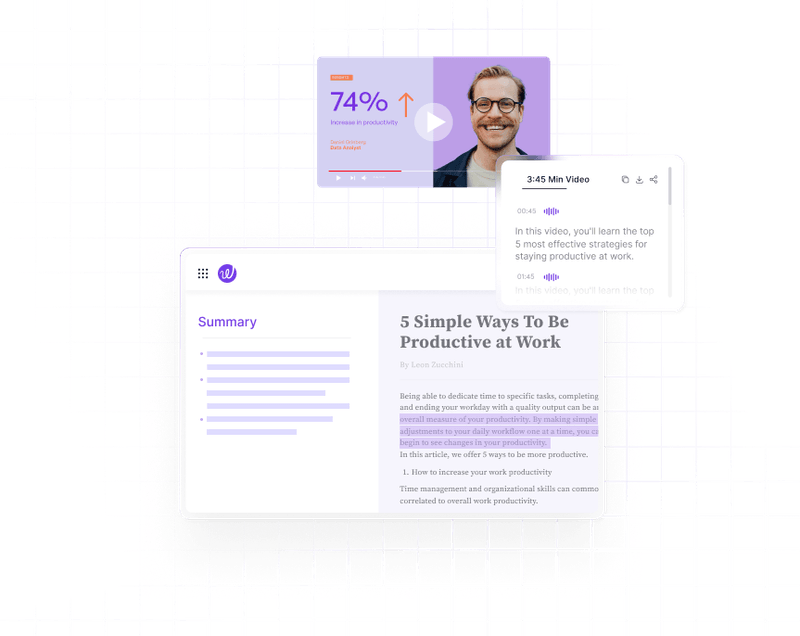 74%
Increase in productivity
Data Analyst
3:45 Min Video
00:45
In this video, you'll learn the top
5 most effective strategies for
staying productive at work.
01:45
In this video, you'll learn the top
Summary
5 Simple Ways To Be
Productive at Work
By Leon Zucchini
Being able to dedicate time to specific tasks, completing
and ending your workday with a quality output can be a
overall measure of your productivity. By making simple
adjustments to your daily workflow one at a time, you ca
begin to see changes in your productivity.
In this article, we offer 5 ways to be more productive.
1. How to increase your work productivity
Time management and organizational skills can commo
correlated to overall work productivity.